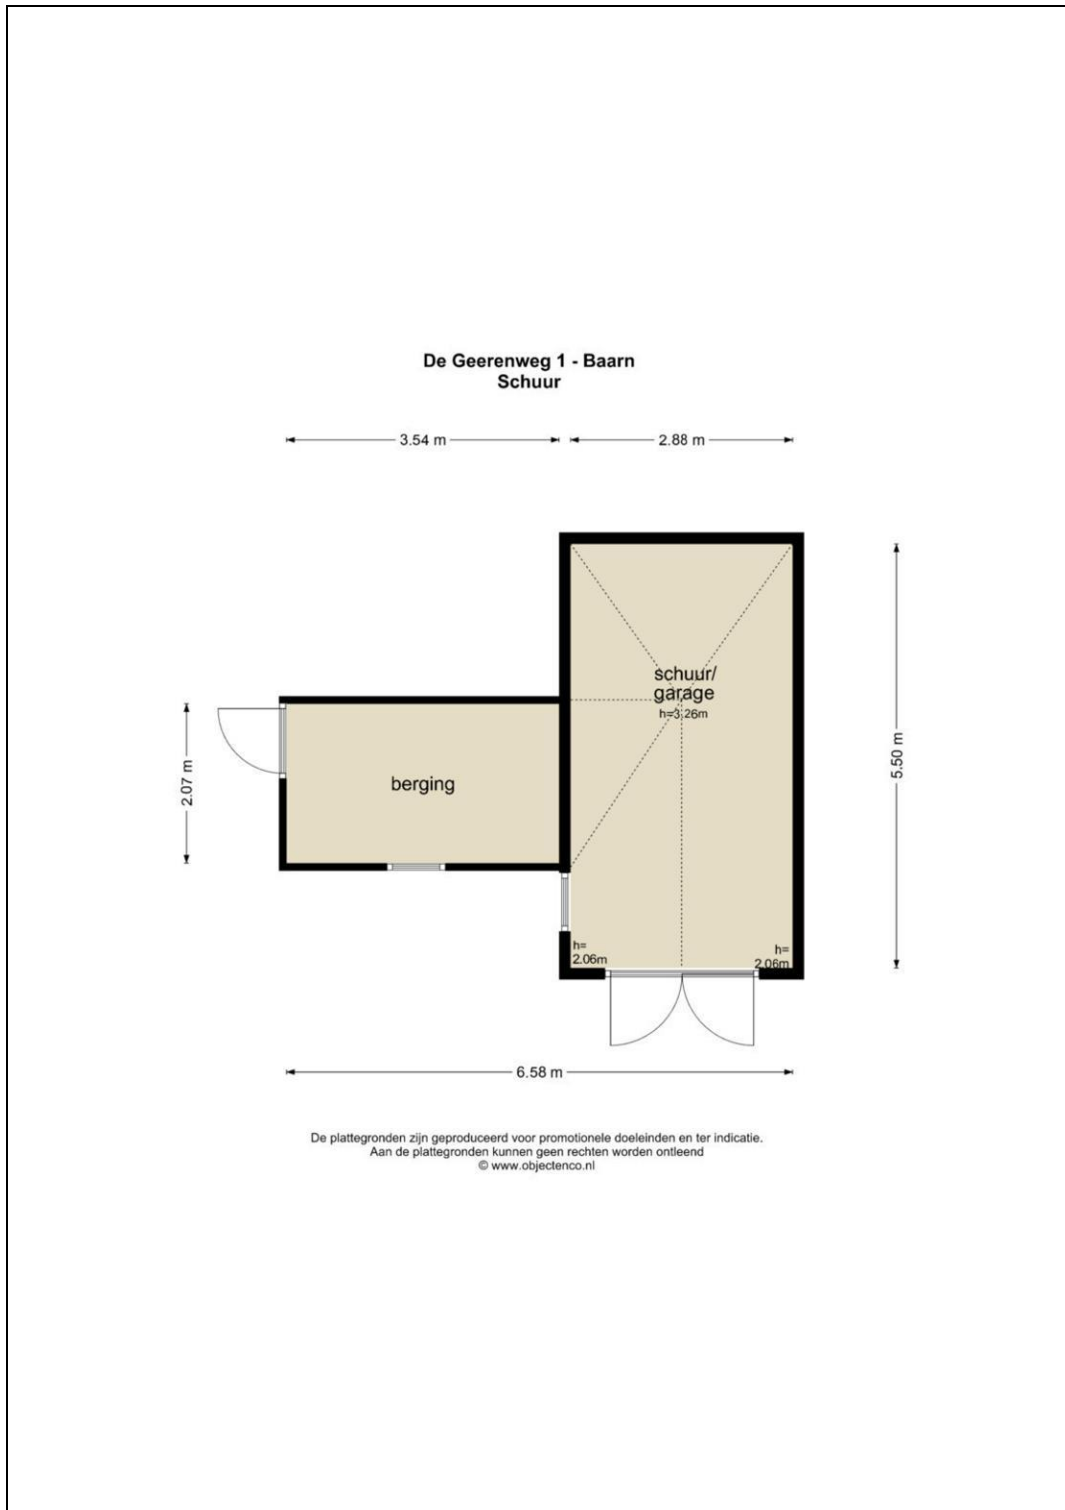 De Geerenweg 1 - Baarn
Schuur
3.54 m
2.88 m
schuur/
garage
h=3.26m
2.07 m
berging
5.50 m
h=
2.06m
h=
2.06m
6.58 m
De plattegronden zijn geproduceerd voor promotionele doeleinden en ter indicatie.
Aan de plattegronden kunnen geen rechten worden ontleend
© www.objectenco.nl